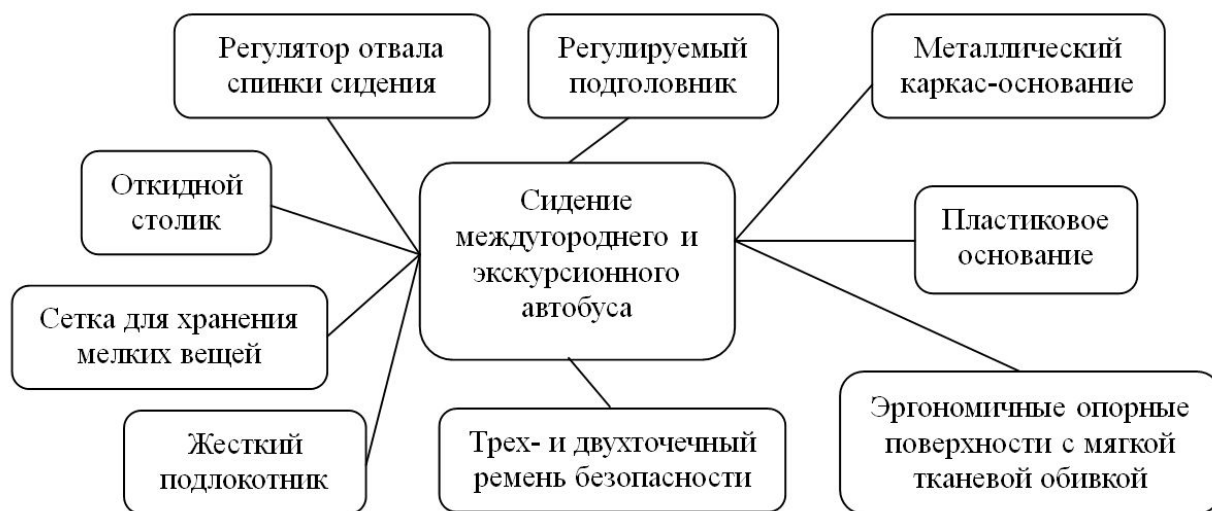 Регулятор отвала
спинки сидения
Регулируемый
подголовник
Металлический
каркас-основание
Откидной
столик
Сидение
междугороднего и
экскурсионного
автобуса
Пластиковое
основание
Сетка для хранения
мелких вещей
Жесткий
подлокотник
Трех- и двухточечный
ремень безопасности
Эргономичные опорные
поверхности с мягкой
тканевой обивкой